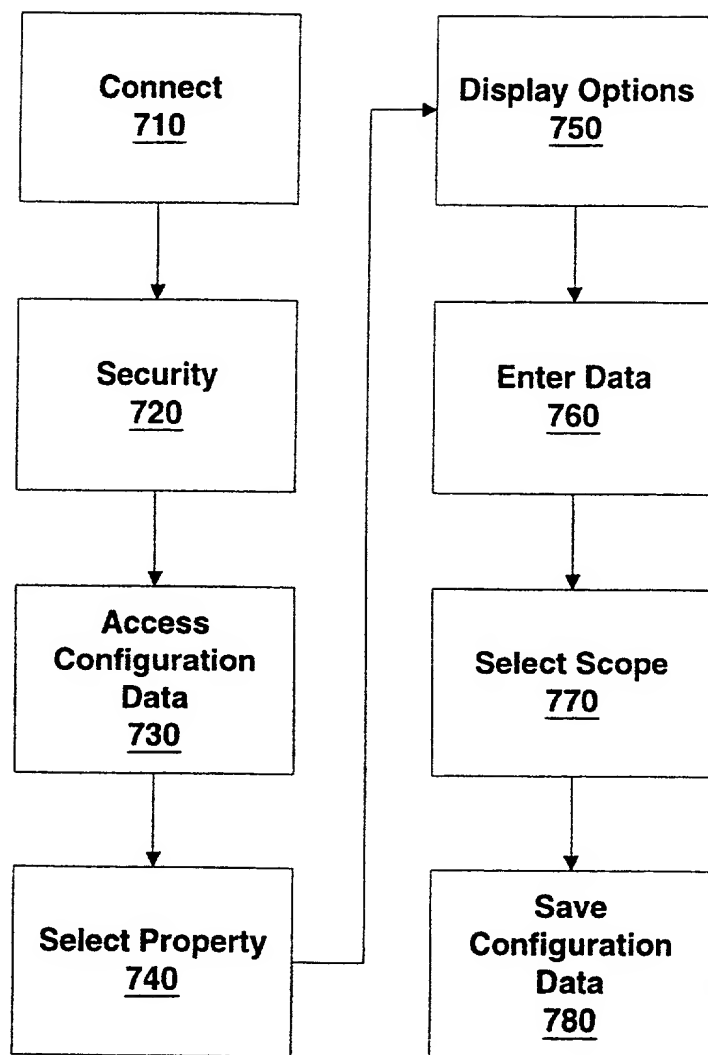 Connect
710
Security
720
Access
Configuration
Data
730
Select Property
740
Display Options
750
Enter Data
760
Select Scope
770
Save
Configuration
Data
780